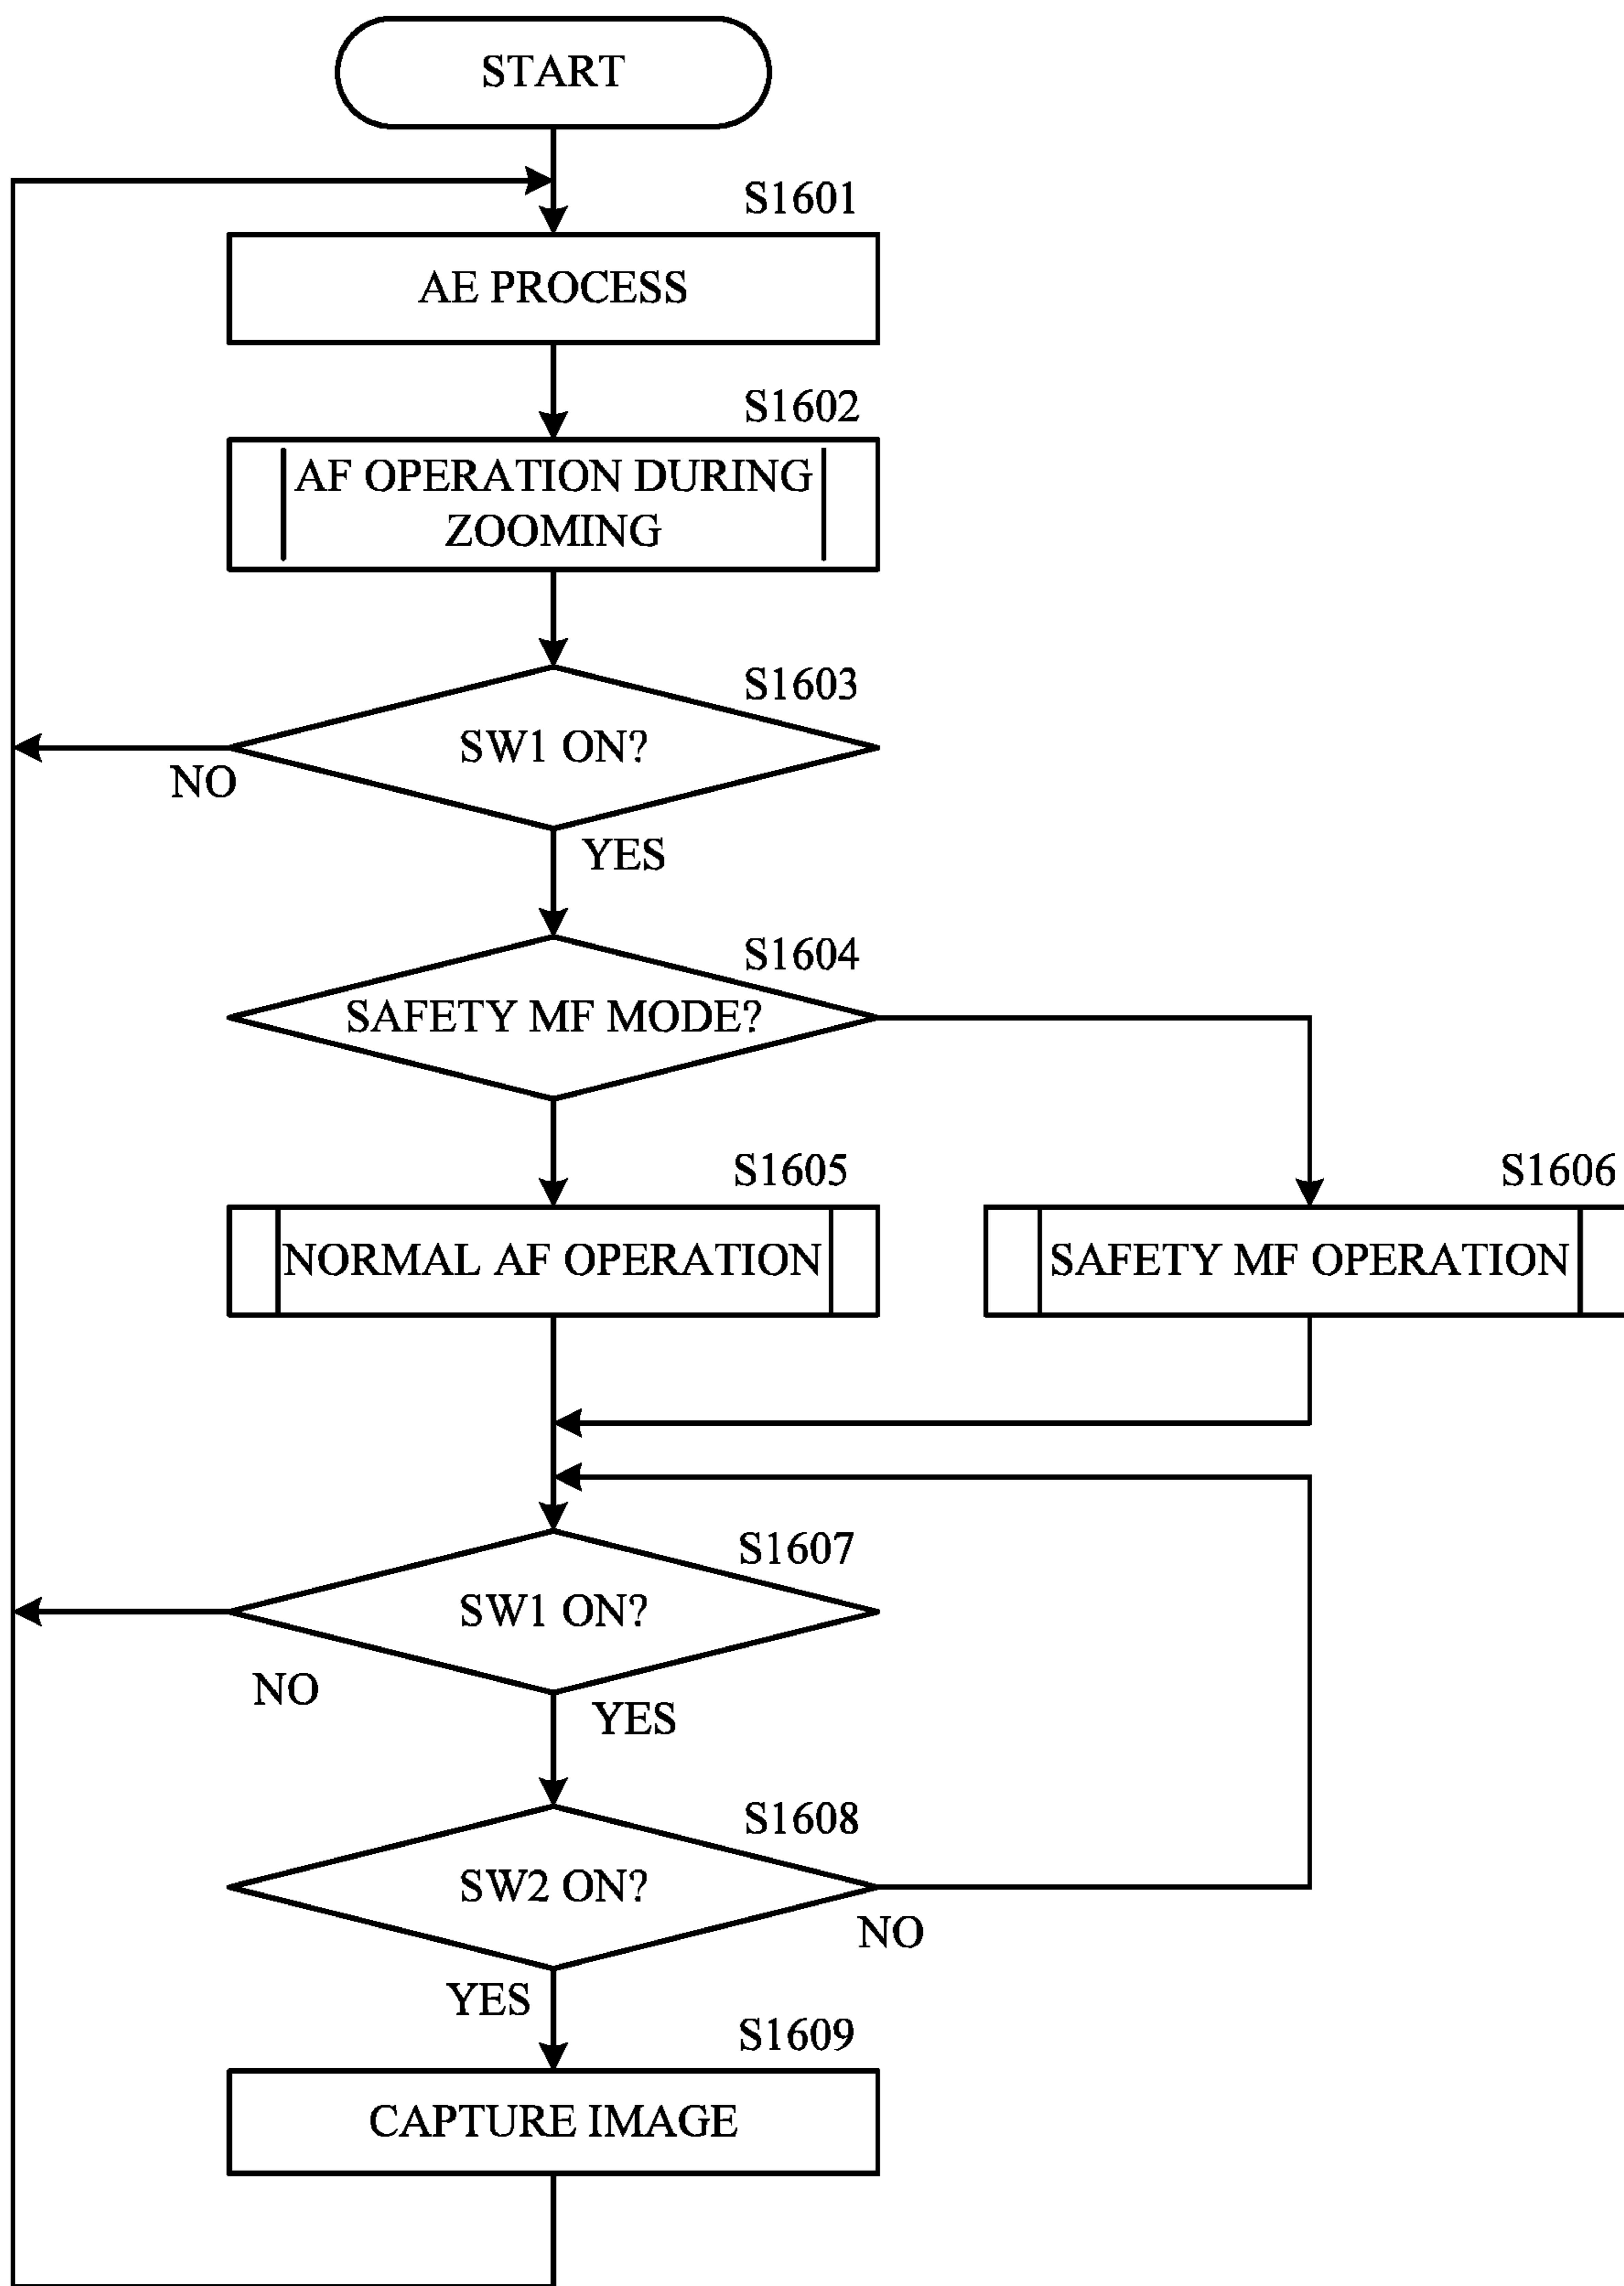 START
S1601
AE PROCESS
S1602
AF OPERATION DURING
ZOOMING
S1603
SW1 ON?
NO
YES
S1604
SAFETY MF MODE?
S1605
S1606
NORMAL AF OPERATION
SAFETY MF OPERATION
S1607
SW1 ON?
NO
YES
S1608
SW2 ON?
NO
YES
S1609
CAPTURE IMAGE